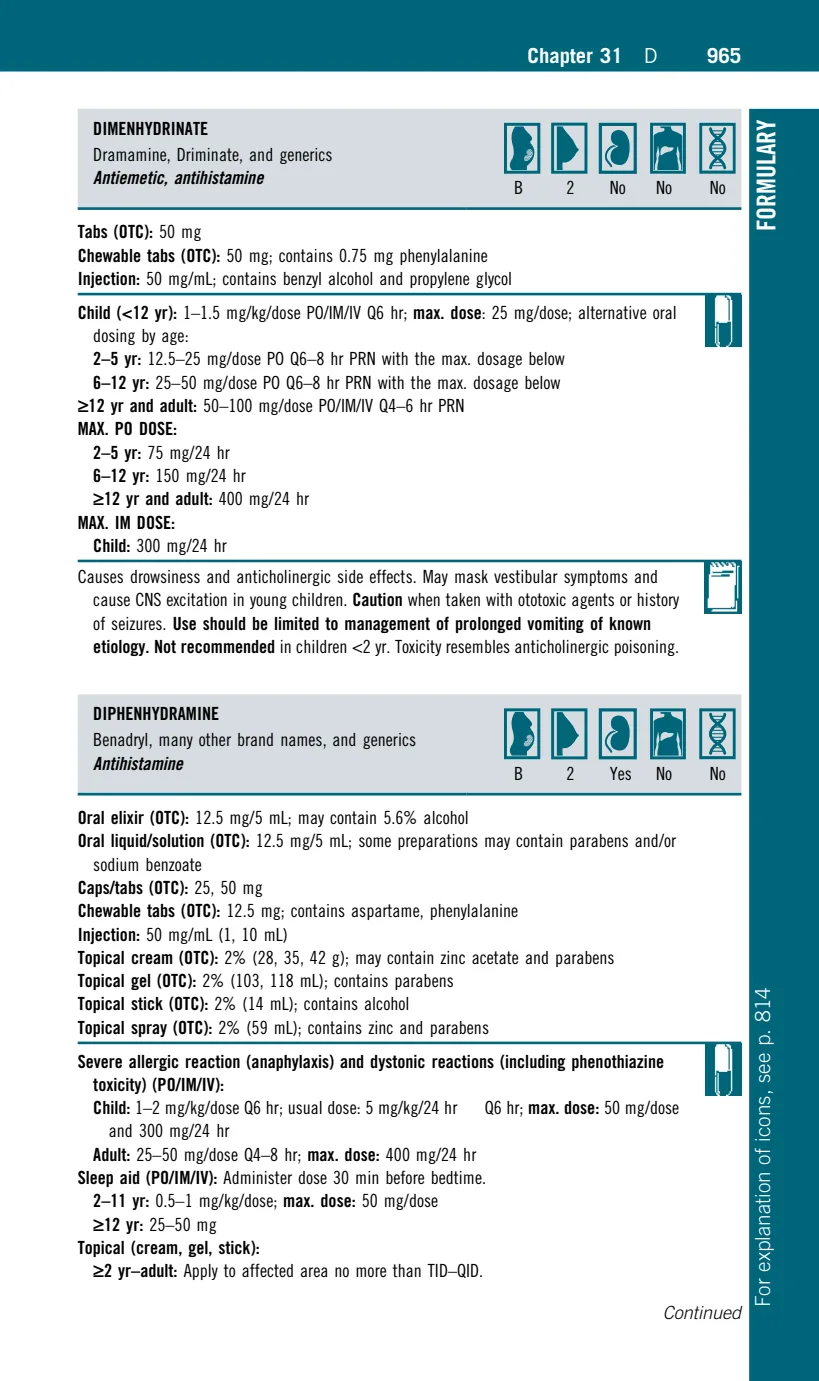 Chapter 31 D 965
DIMENHYDRINATE
Dramamine, Driminate, and generics
Antiemetic, antihistamine
B 2 No No No
Tabs (OTC): 50 mg
Chewable tabs (OTC): 50 mg; contains 0.75 mg phenylalanine
Injection: 50 mg/mL; contains benzyl alcohol and propylene glycol
Child (<12 yr): 1–1.5 mg/kg/dose PO/IM/IV Q6 hr; max. dose: 25 mg/dose; alternative oral
dosing by age:
2–5 yr: 12.5–25 mg/dose PO Q6–8 hr PRN with the max. dosage below
6–12 yr: 25–50 mg/dose PO Q6–8 hr PRN with the max. dosage below
≥12 yr and adult: 50–100 mg/dose PO/IM/IV Q4–6 hr PRN
MAX. PO DOSE:
2–5 yr: 75 mg/24 hr
6–12 yr: 150 mg/24 hr
≥12 yr and adult: 400 mg/24 hr
MAX. IM DOSE:
Child: 300 mg/24 hr
Causes drowsiness and anticholinergic side effects. May mask vestibular symptoms and
cause CNS excitation in young children. Caution when taken with ototoxic agents or history
of seizures. Use should be limited to management of prolonged vomiting of known
etiology. Not recommended in children <2 yr. Toxicity resembles anticholinergic poisoning.
DIPHENHYDRAMINE
Benadryl, many other brand names, and generics
Antihistamine
B 2 Yes No No
Oral elixir (OTC): 12.5 mg/5 mL; may contain 5.6% alcohol
Oral liquid/solution (OTC): 12.5 mg/5 mL; some preparations may contain parabens and/or
sodium benzoate
Caps/tabs (OTC): 25, 50 mg
Chewable tabs (OTC): 12.5 mg; contains aspartame, phenylalanine
Injection: 50 mg/mL (1, 10 mL)
Topical cream (OTC): 2% (28, 35, 42 g); may contain zinc acetate and parabens
Topical gel (OTC): 2% (103, 118 mL); contains parabens
Topical stick (OTC): 2% (14 mL); contains alcohol
Topical spray (OTC): 2% (59 mL); contains zinc and parabens
Severe allergic reaction (anaphylaxis) and dystonic reactions (including phenothiazine
toxicity) (PO/IM/IV):
Child: 1–2 mg/kg/dose Q6 hr; usual dose: 5 mg/kg/24 hr Q6 hr; max. dose: 50 mg/dose
and 300 mg/24 hr
Adult: 25–50 mg/dose Q4–8 hr; max. dose: 400 mg/24 hr
Sleep aid (PO/IM/IV): Administer dose 30 min before bedtime.
2–11 yr: 0.5–1 mg/kg/dose; max. dose: 50 mg/dose
≥12 yr: 25–50 mg
Topical (cream, gel, stick):
≥2 yr–adult: Apply to affected area no more than TID–QID.
Continued
FORMULARY
For explanation of icons, see p. 814